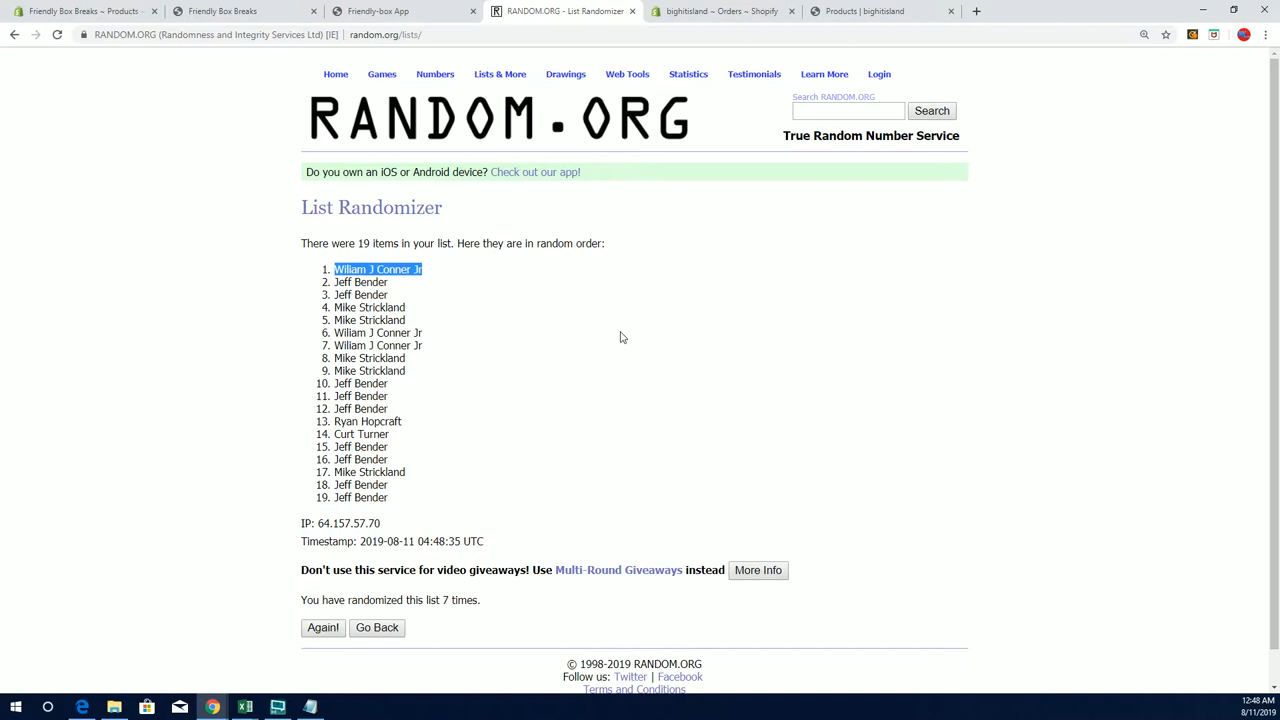 Friendly Box Breaks ~ Products ~
Friendly Box Breaks
Friendly-box App
RANDOM.ORG - List Randomizer
bighitisland ~ Orders ~ Shopify
Products | bighitisland
RANDOM.ORG (Randomness and Integrity Services Ltd) [IE] | random.org/lists/
Home Games Numbers Lists & More Drawings Web Tools Statistics Testimonials Learn More Login
RANDOM.ORG
Search RANDOM.ORG
Search
True Random Number Service
Do you own an iOS or Android device? Check out our app!
List Randomizer
There were 19 items in your list. Here they are in random order:
1. Wiliam J Conner Jr
2. Jeff Bender
3. Jeff Bender
4. Mike Strickland
5. Mike Strickland
6. Wiliam J Conner Jr
7. Wiliam J Conner Jr
8. Mike Strickland
9. Mike Strickland
10. Jeff Bender
11. Jeff Bender
12. Jeff Bender
13. Ryan Hopcraft
14. Curt Turner
15. Jeff Bender
16. Jeff Bender
17. Mike Strickland
18. Jeff Bender
19. Jeff Bender
IP: 64.157.57.70
Timestamp: 2019-08-11 04:48:35 UTC
Don't use this service for video giveaways! Use Multi-Round Giveaways instead More Info
You have randomized this list 7 times.
Again! Go Back
© 1998-2019 RANDOM.ORG
Follow us: Twitter | Facebook
Terms and Conditions
12:48 AM
8/11/2019